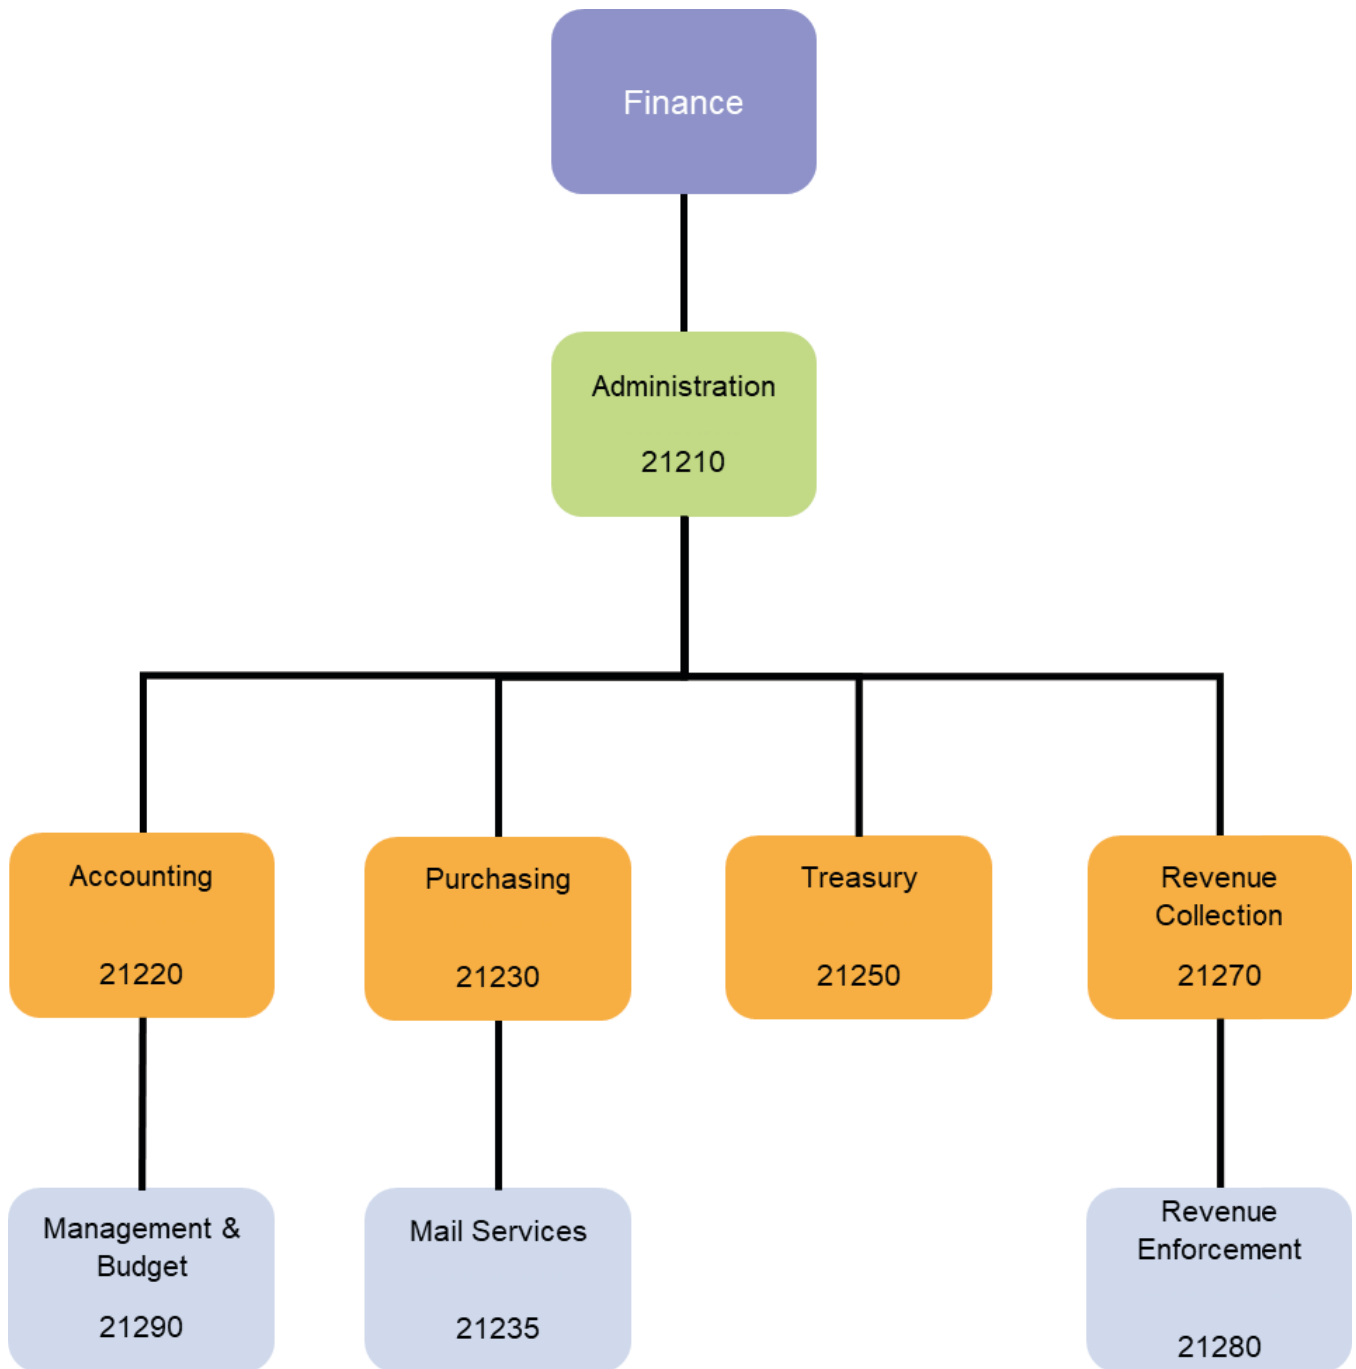 Finance
Administration
21210
Accounting
21220
Purchasing
21230
Treasury
21250
Revenue
Collection
21270
Management &
Budget
21290
Mail Services
21235
Revenue
Enforcement
21280